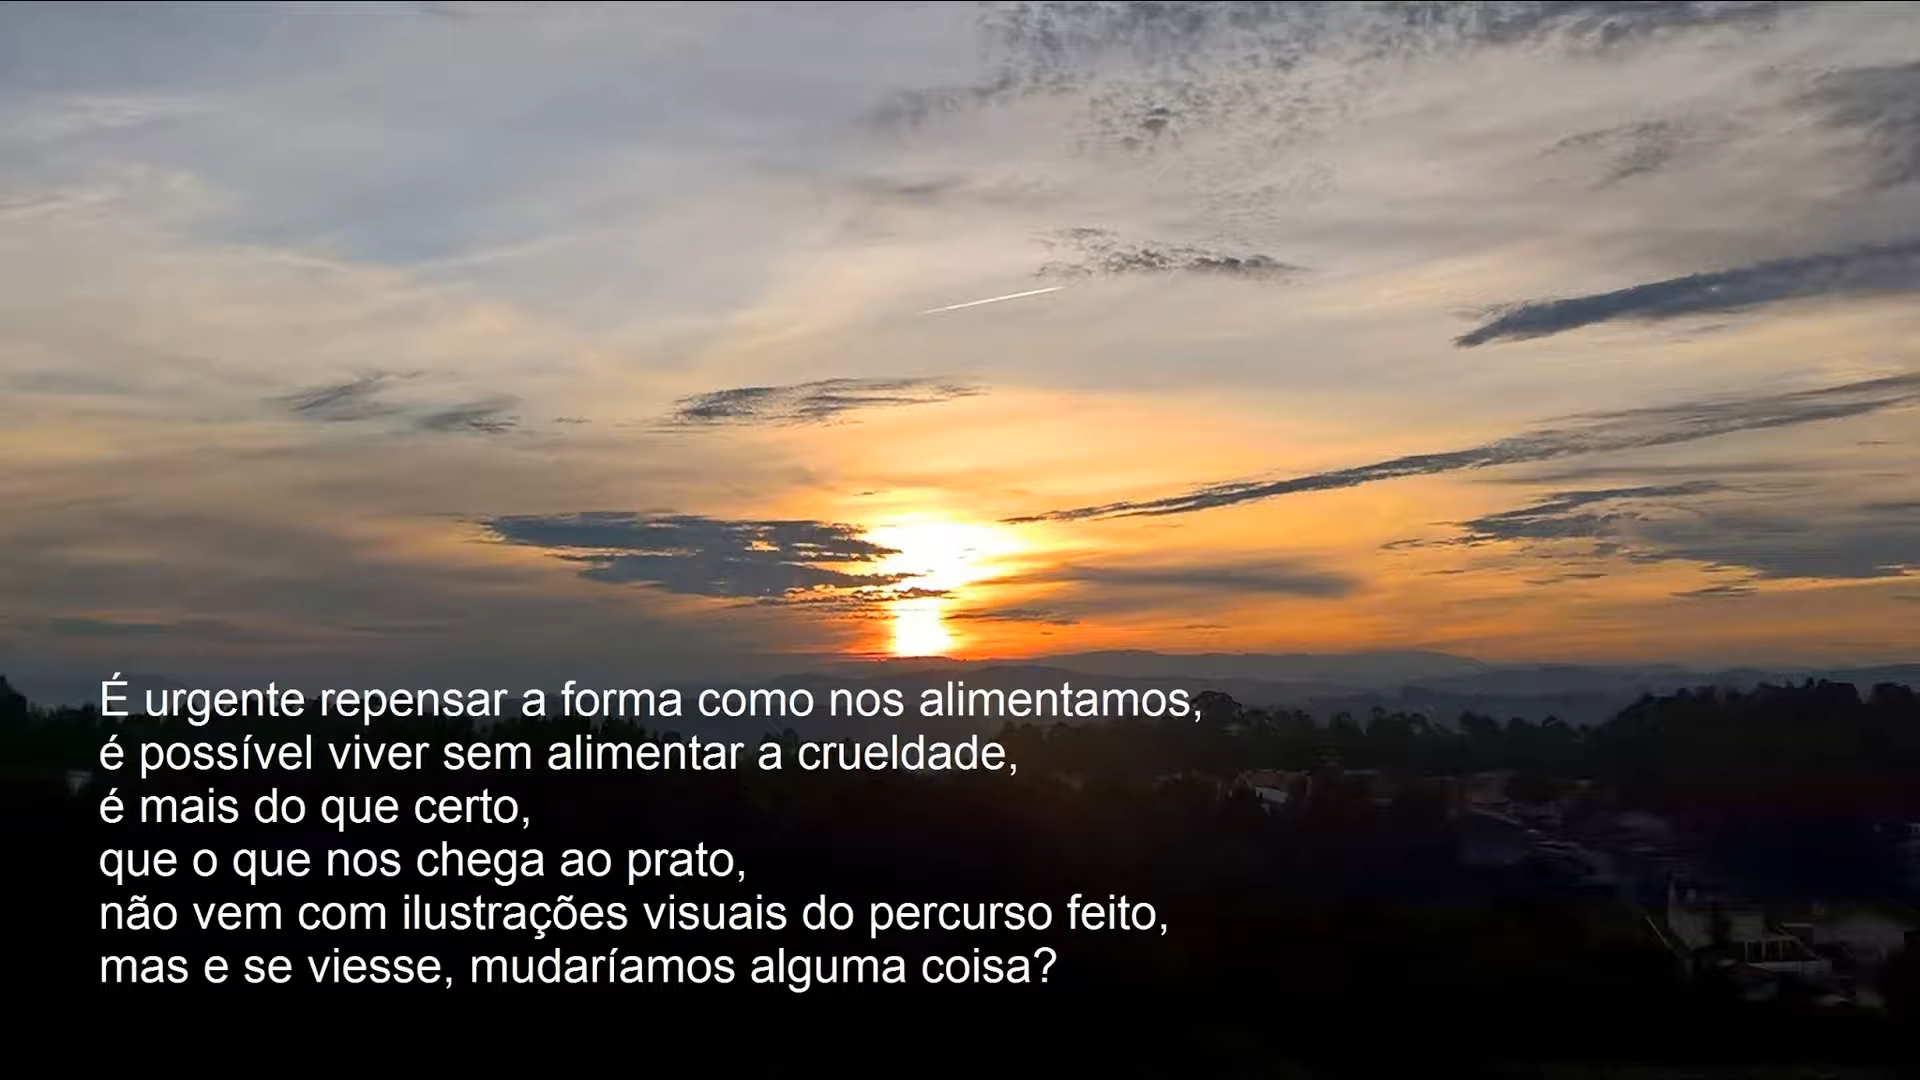 É urgente repensar a forma como nos alimentamos,
é possível viver sem alimentar a crueldade,
é mais do que certo,
que o que nos chega ao prato,
não vem com ilustrações visuais do percurso feito,
mas e se viesse, mudaríamos alguma coisa?